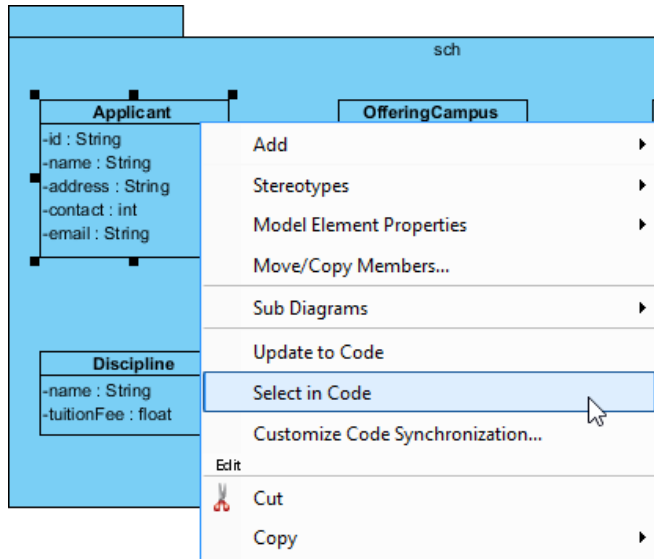 sch
Applicant
-id : String
-name : String
-address : String
-contact : int
-email : String
OfferingCampus
Discipline
-name : String
-tuitionFee : float
Add
Stereotypes
Model Element Properties
Move/Copy Members...
Sub Diagrams
Update to Code
Select in Code
Customize Code Synchronization...
Edit
Cut
Copy